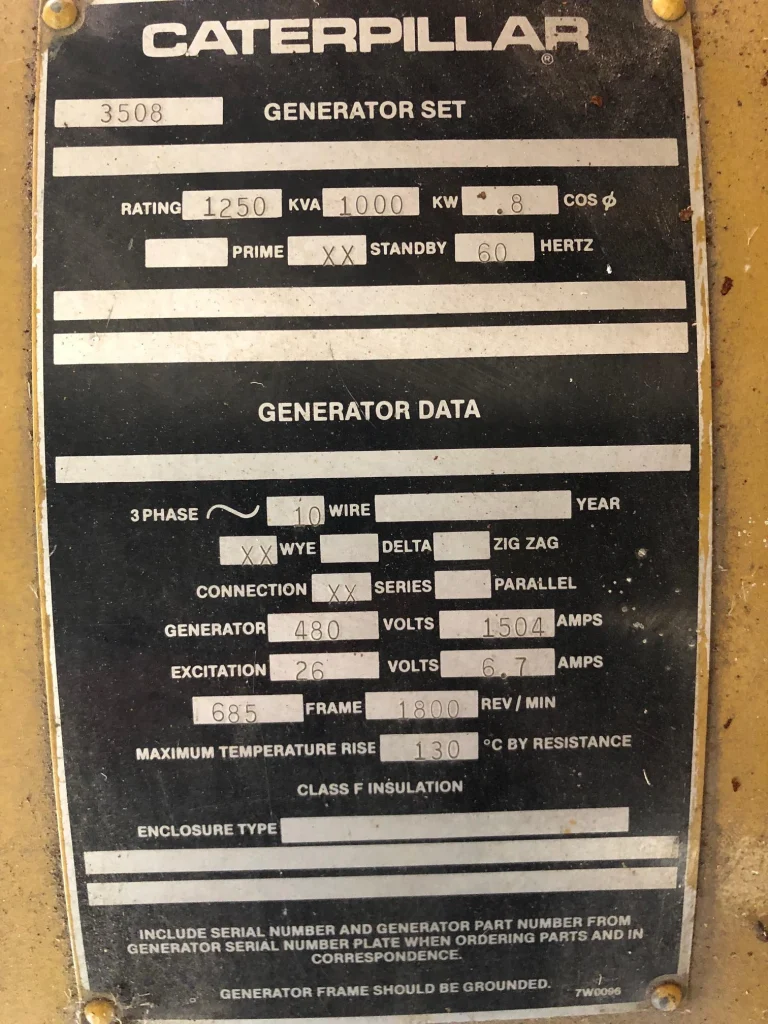 CATERPILLAR®
3508 GENERATOR SET
RATING 1250 KVA 1000 KW .8 COS ϕ
PRIME XX STANDBY 60 HERTZ
GENERATOR DATA
3 PHASE ~ 10 WIRE YEAR
XX WYE DELTA ZIG ZAG
CONNECTION XX SERIES PARALLEL
GENERATOR 480 VOLTS 1504 AMPS
EXCITATION 26 VOLTS 6.7 AMPS
685 FRAME 1800 REV / MIN
MAXIMUM TEMPERATURE RISE 130 °C BY RESISTANCE
CLASS F INSULATION
ENCLOSURE TYPE
INCLUDE SERIAL NUMBER AND GENERATOR PART NUMBER FROM
GENERATOR SERIAL NUMBER PLATE WHEN ORDERING PARTS AND IN
CORRESPONDENCE.
GENERATOR FRAME SHOULD BE GROUNDED. 7W0096